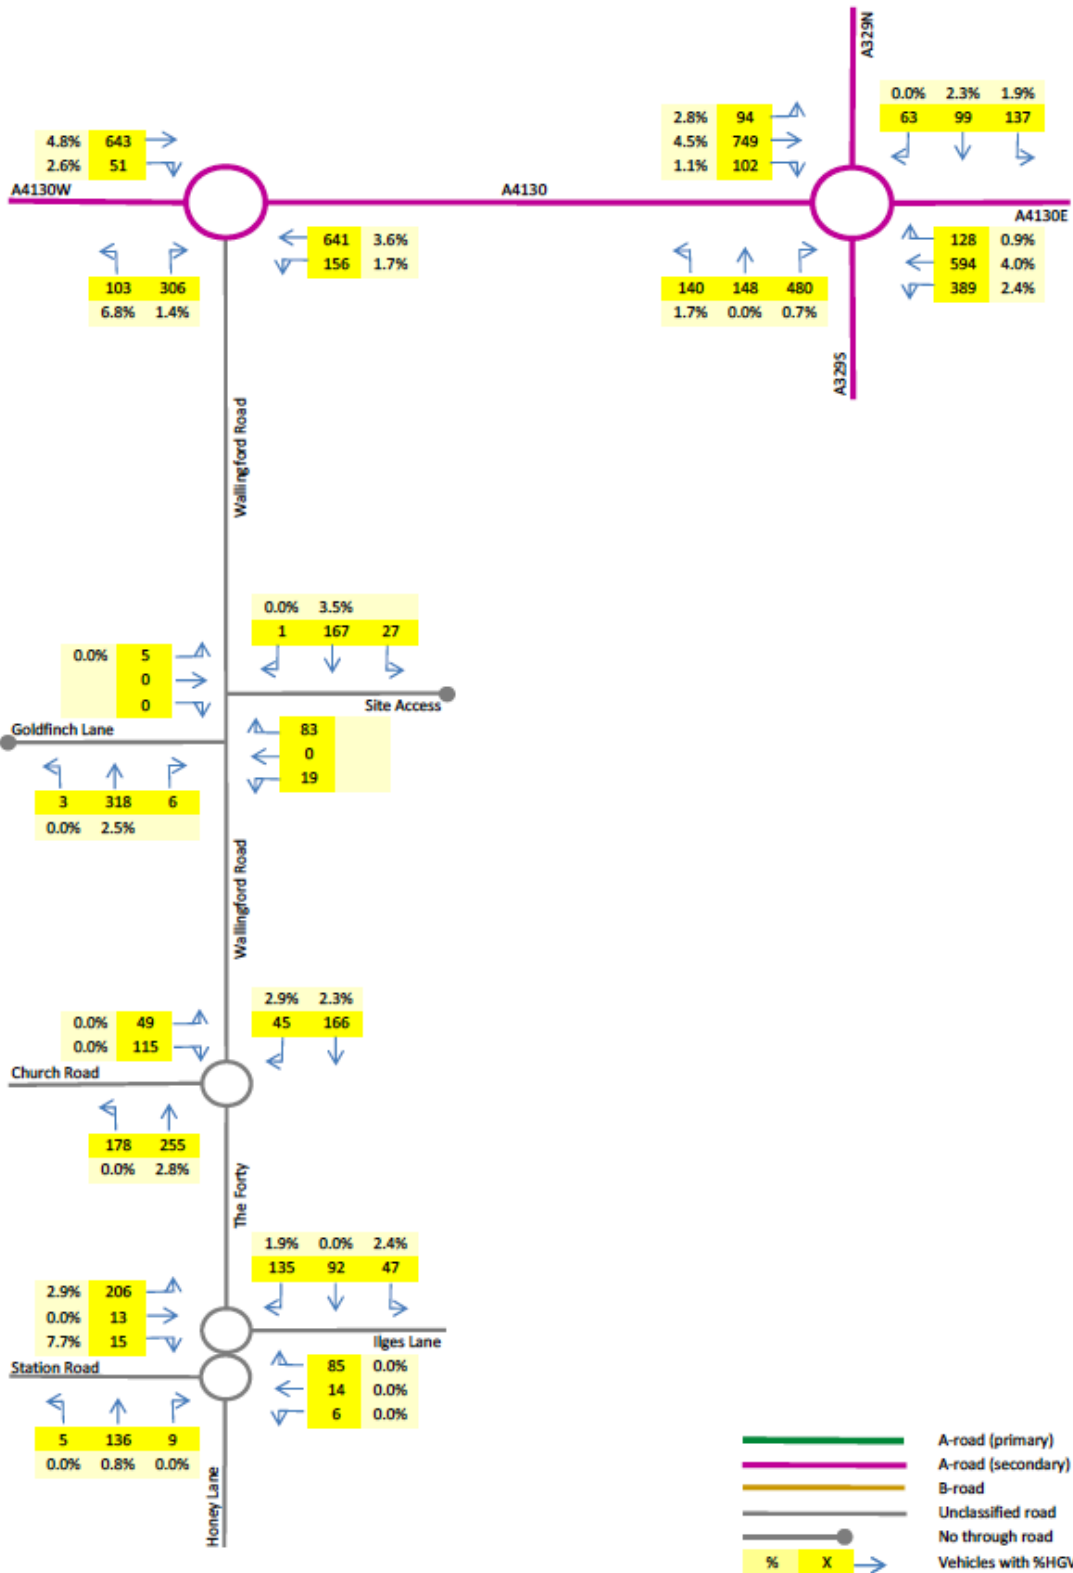 A329N
0.0% 2.3% 1.9%
63 99 137
2.8% 94
4.5% 749
1.1% 102
4.8% 643
2.6% 51
A4130W
A4130
A4130E
641 3.6%
156 1.7%
128 0.9%
594 4.0%
389 2.4%
103 306
6.8% 1.4%
140 148 480
1.7% 0.0% 0.7%
A329S
Wallingford Road
0.0% 3.5%
1 167 27
0.0% 5
0
0
Site Access
Goldfinch Lane
83
0
19
3 318 6
0.0% 2.5%
Wallingford Road
2.9% 2.3%
45 166
0.0% 49
0.0% 115
Church Road
178 255
0.0% 2.8%
The Forty
1.9% 0.0% 2.4%
135 92 47
2.9% 206
0.0% 13
7.7% 15
Ilges Lane
Station Road
85 0.0%
14 0.0%
6 0.0%
5 136 9
0.0% 0.8% 0.0%
Honey Lane
A-road (primary)
A-road (secondary)
B-road
Unclassified road
No through road
% X Vehicles with %HGV